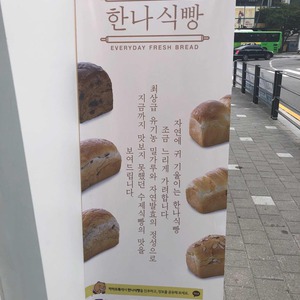 한나식빵
EVERYDAY FRESH BREAD
자연에 귀 기울이는 한나식빵
조금 느리게 가려합니다.
최상급 유기농 밀가루와 자연발효의 정성으로
지금까지 맛보지 못했던 수제식빵의 맛을
보여드립니다.